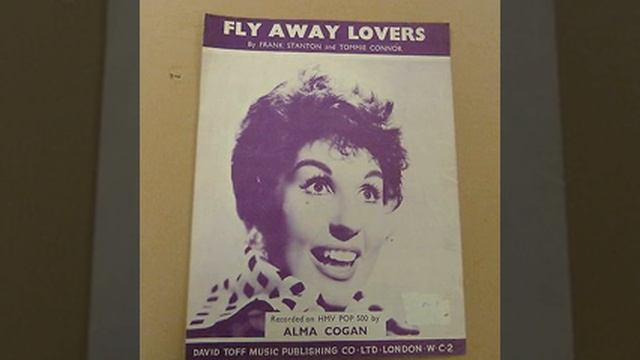 FLY AWAY LOVERS
By FRANK STANTON and TOMMIE CONNOR
Recorded on HMV POP 500 by
ALMA COGAN
DAVID TOFF MUSIC PUBLISHING CO·LTD·LONDON·W·C·2